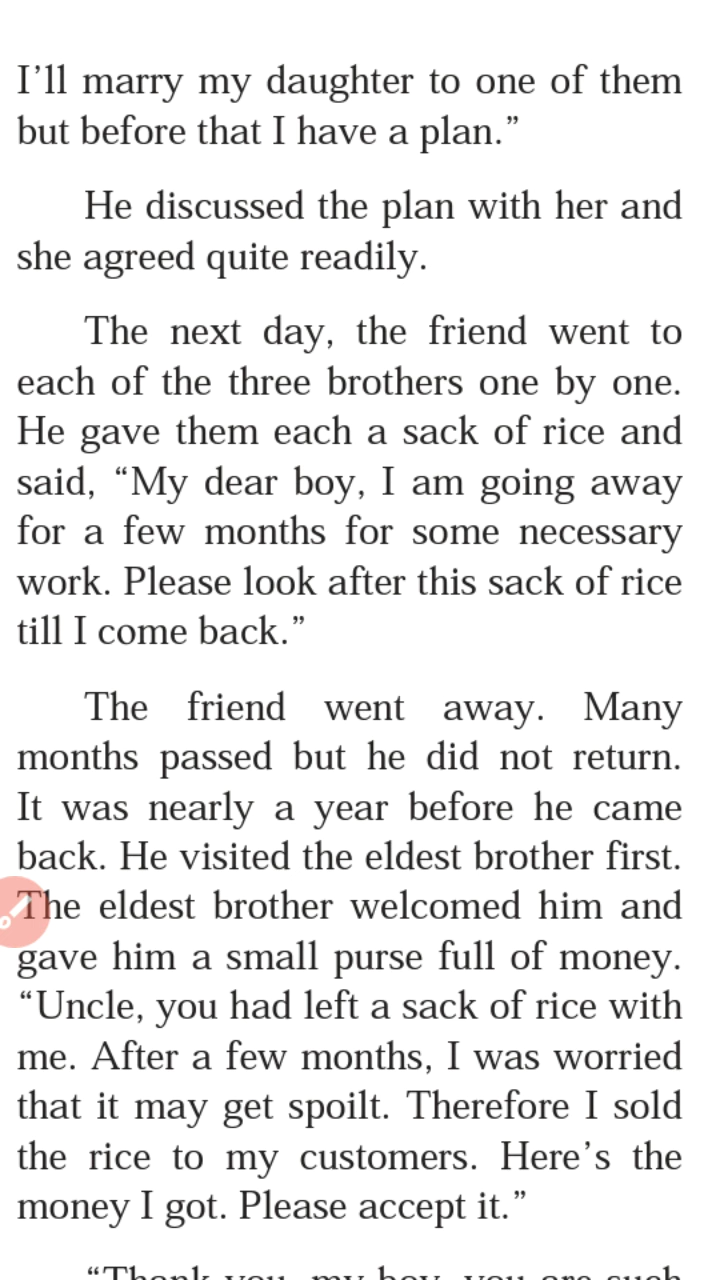 I’ll marry my daughter to one of them
but before that I have a plan.”
He discussed the plan with her and
she agreed quite readily.
The next day, the friend went to
each of the three brothers one by one.
He gave them each a sack of rice and
said, “My dear boy, I am going away
for a few months for some necessary
work. Please look after this sack of rice
till I come back.”
The friend went away. Many
months passed but he did not return.
It was nearly a year before he came
back. He visited the eldest brother first.
The eldest brother welcomed him and
gave him a small purse full of money.
“Uncle, you had left a sack of rice with
me. After a few months, I was worried
that it may get spoilt. Therefore I sold
the rice to my customers. Here’s the
money I got. Please accept it.”
“Thank you, my boy, you are such